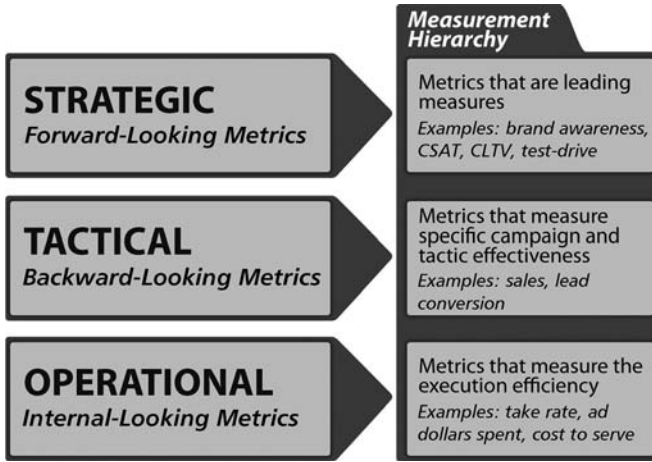 Measurement
Hierarchy
STRATEGIC
Forward-Looking Metrics
Metrics that are leading
measures
Examples: brand awareness,
CSAT, CLTV, test-drive
TACTICAL
Backward-Looking Metrics
Metrics that measure
specific campaign and
tactic effectiveness
Examples: sales, lead
conversion
OPERATIONAL
Internal-Looking Metrics
Metrics that measure the
execution efficiency
Examples: take rate, ad
dollars spent, cost to serve